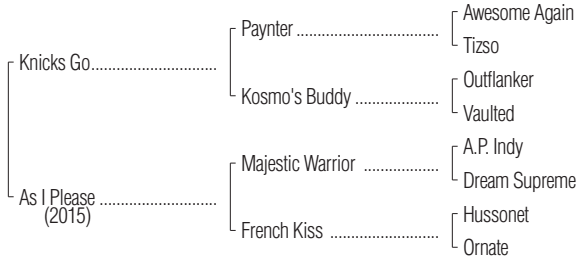 Awesome Again
Paynter ................................
Tizso
Knicks Go............................
Outflanker
Kosmo's Buddy ..................
Vaulted
A.P. Indy
Majestic Warrior ................
Dream Supreme
As I Please ..........................
(2015)
Hussonet
French Kiss ........................
Ornate